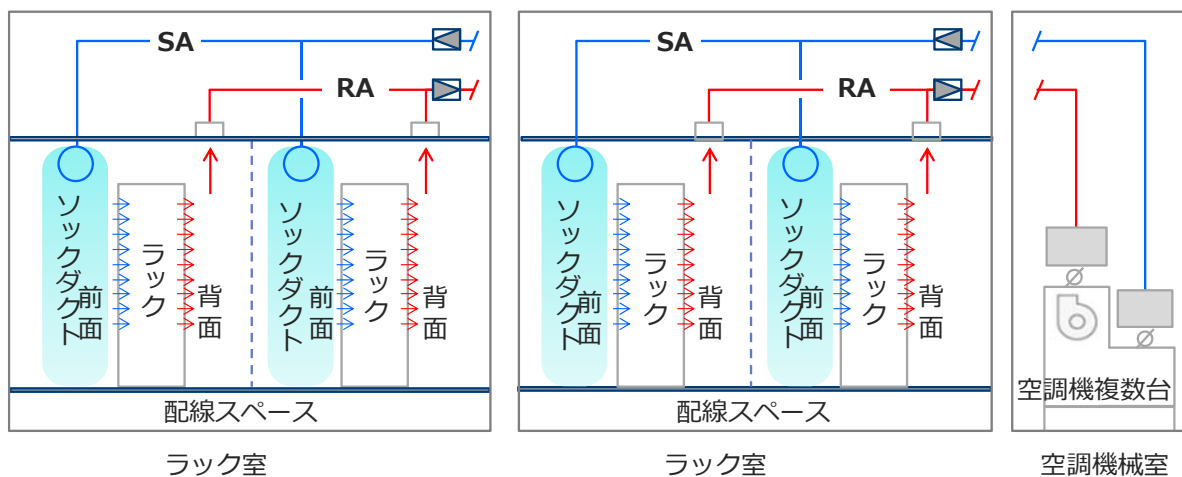 SA
RA
ソックダクト
前面
ラック
背面
ソックダクト
前面
ラック
背面
配線スペース
ラック室
SA
RA
ソックダクト
前面
ラック
背面
ソックダクト
前面
ラック
背面
配線スペース
ラック室
空調機複数台
空調機械室